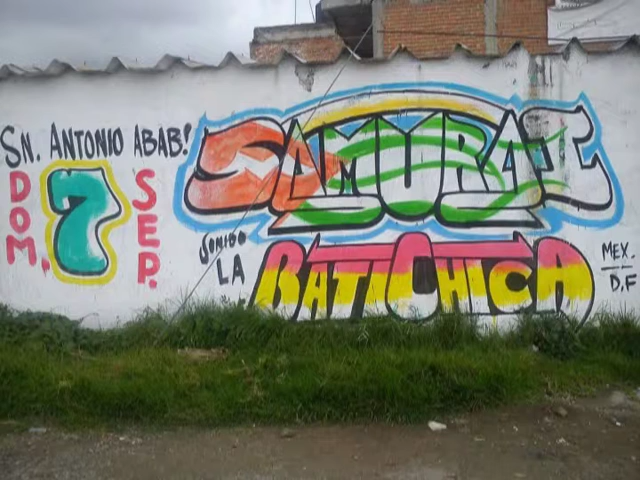 SN. ANTONIO ABAB!
DOM. 7 SEP.
SAMURAI
SONIDO
LA
BATICHICA
MEX.
D.F